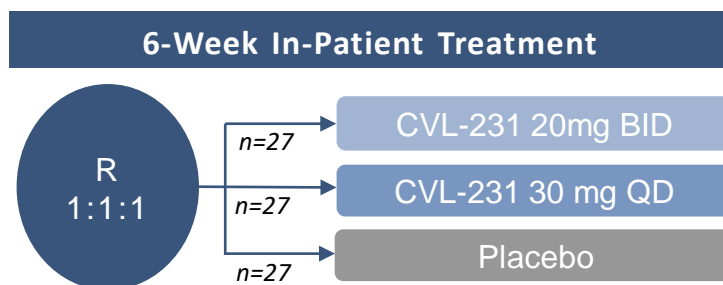 6-Week In-Patient Treatment
R
1:1:1
n=27
CVL-231 20mg BID
n=27
CVL-231 30 mg QD
n=27
Placebo